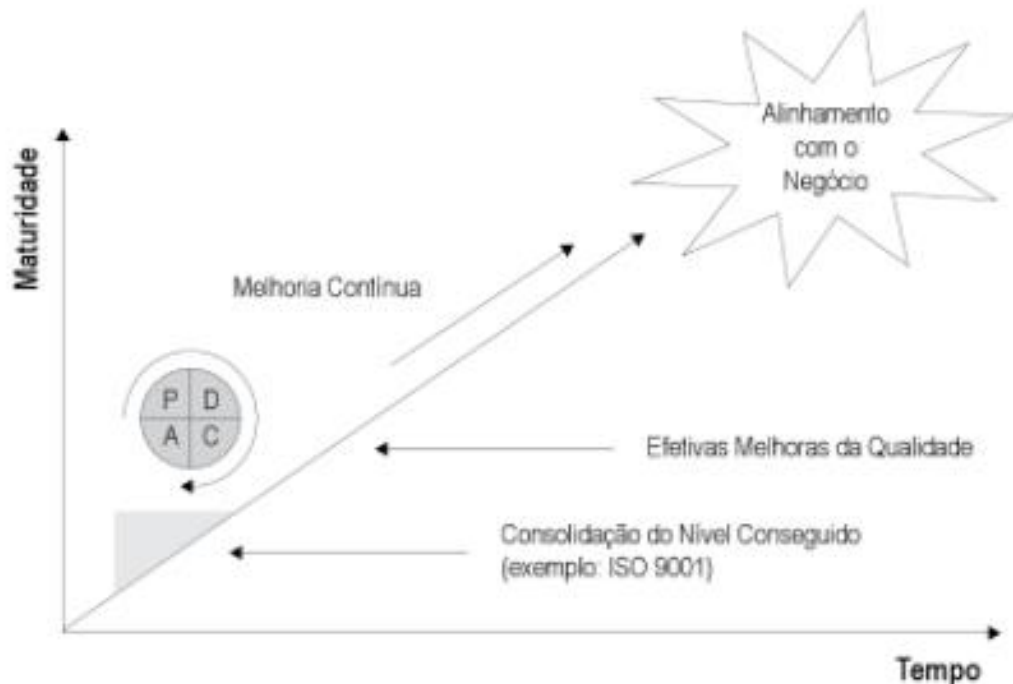 Alinhamento
com o
Negócio
Maturidade
Melhoria Contínua
P D
A C
Efetivas Melhoras da Qualidade
Consolidação do Nível Conseguido
(exemplo: ISO 9001)
Tempo